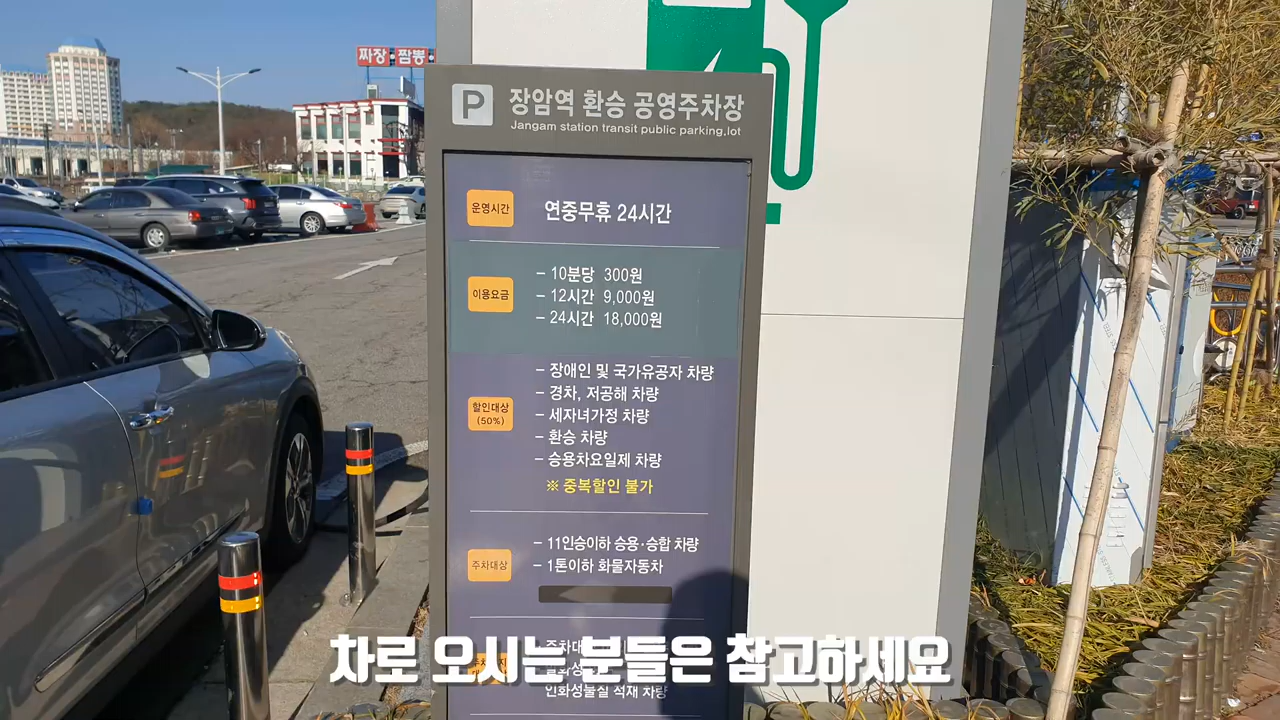 짜장 짬뽕
P
장암역 환승 공영주차장
Jangam station transit public parking.lot
운영시간
연중무휴 24시간
이용요금
- 10분당 300원
- 12시간 9,000원
- 24시간 18,000원
할인대상
(50%)
- 장애인 및 국가유공자 차량
- 경차, 저공해 차량
- 세자녀가정 차량
- 환승 차량
- 승용차요일제 차량
※ 중복할인 불가
주차대상
- 11인승이하 승용·승합 차량
- 1톤이하 화물자동차
인화성물질 적재 차량
차로 오시는 분들은 참고하세요